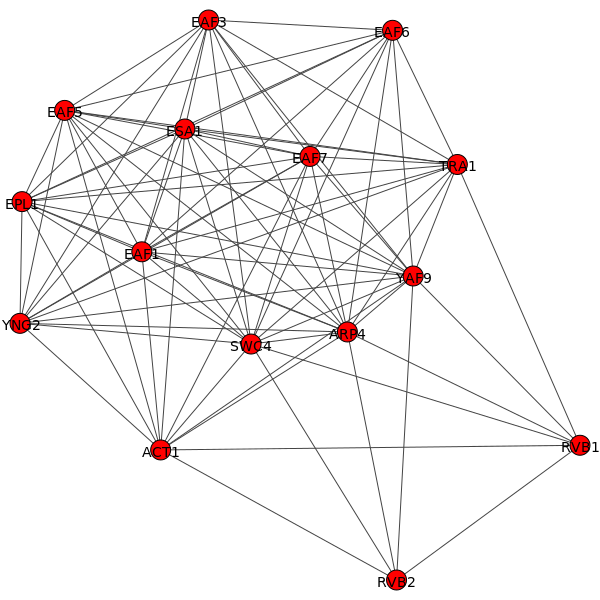 EAF3
EAF6
EAF5
ESA1
EAF7
TRA1
EPL1
EAF1
YAF9
YNG2
SWC4
ARP4
ACT1
RVB1
RVB2